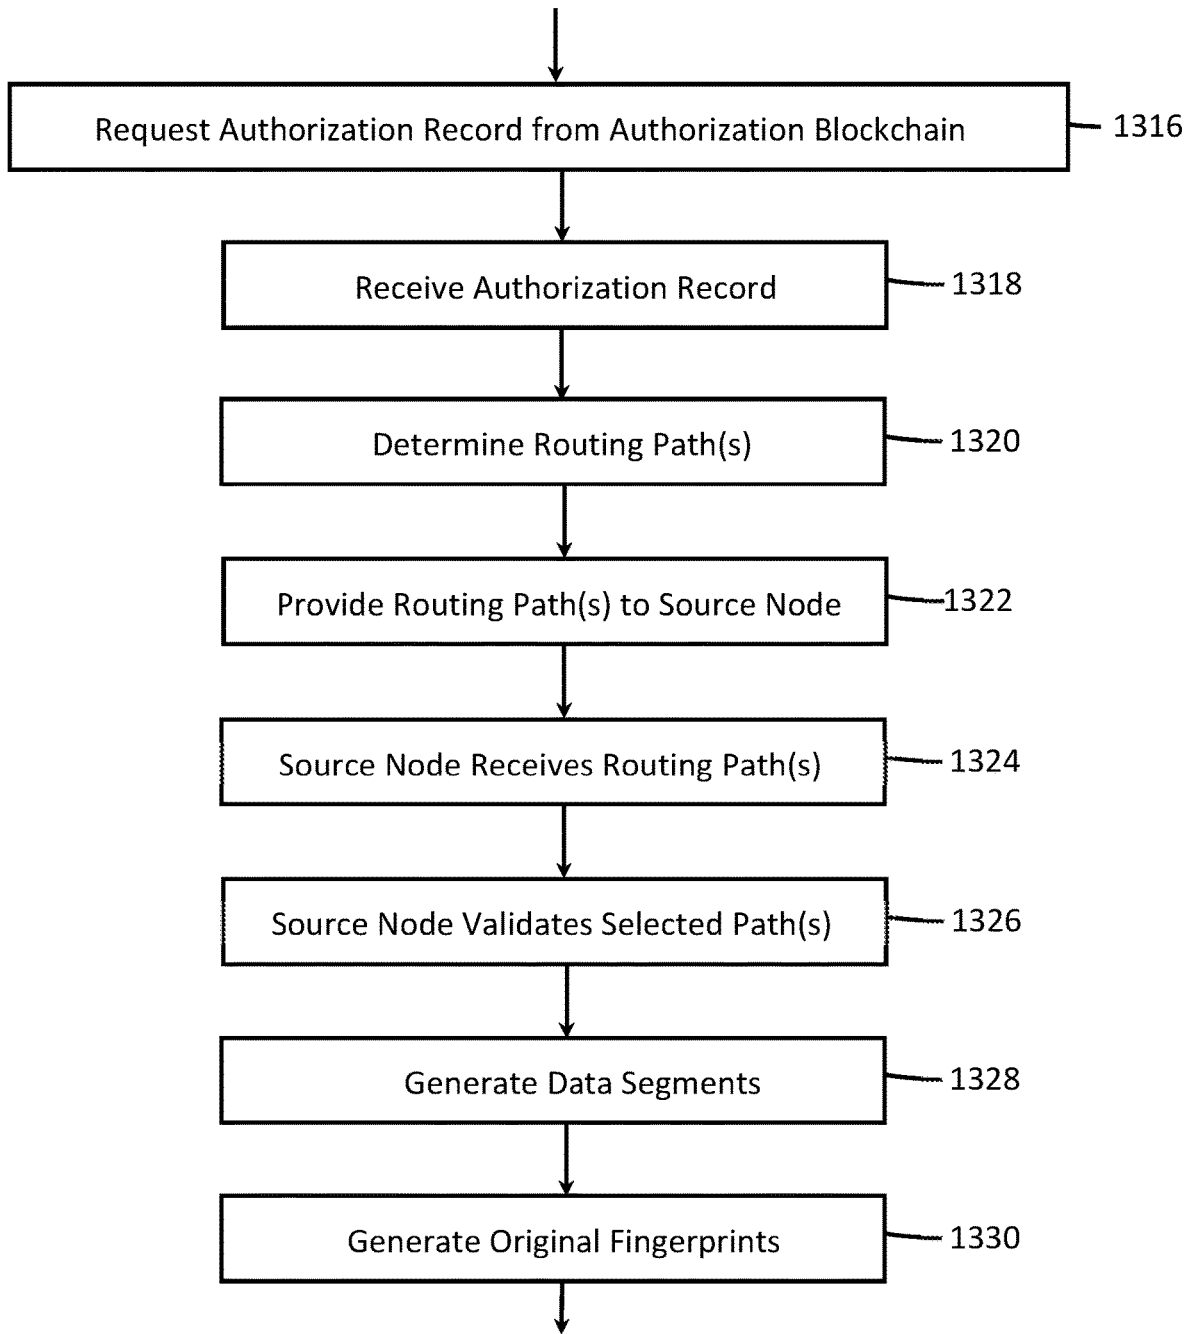 Request Authorization Record from Authorization Blockchain 1316
Receive Authorization Record 1318
Determine Routing Path(s) 1320
Provide Routing Path(s) to Source Node 1322
Source Node Receives Routing Path(s) 1324
Source Node Validates Selected Path(s) 1326
Generate Data Segments 1328
Generate Original Fingerprints 1330